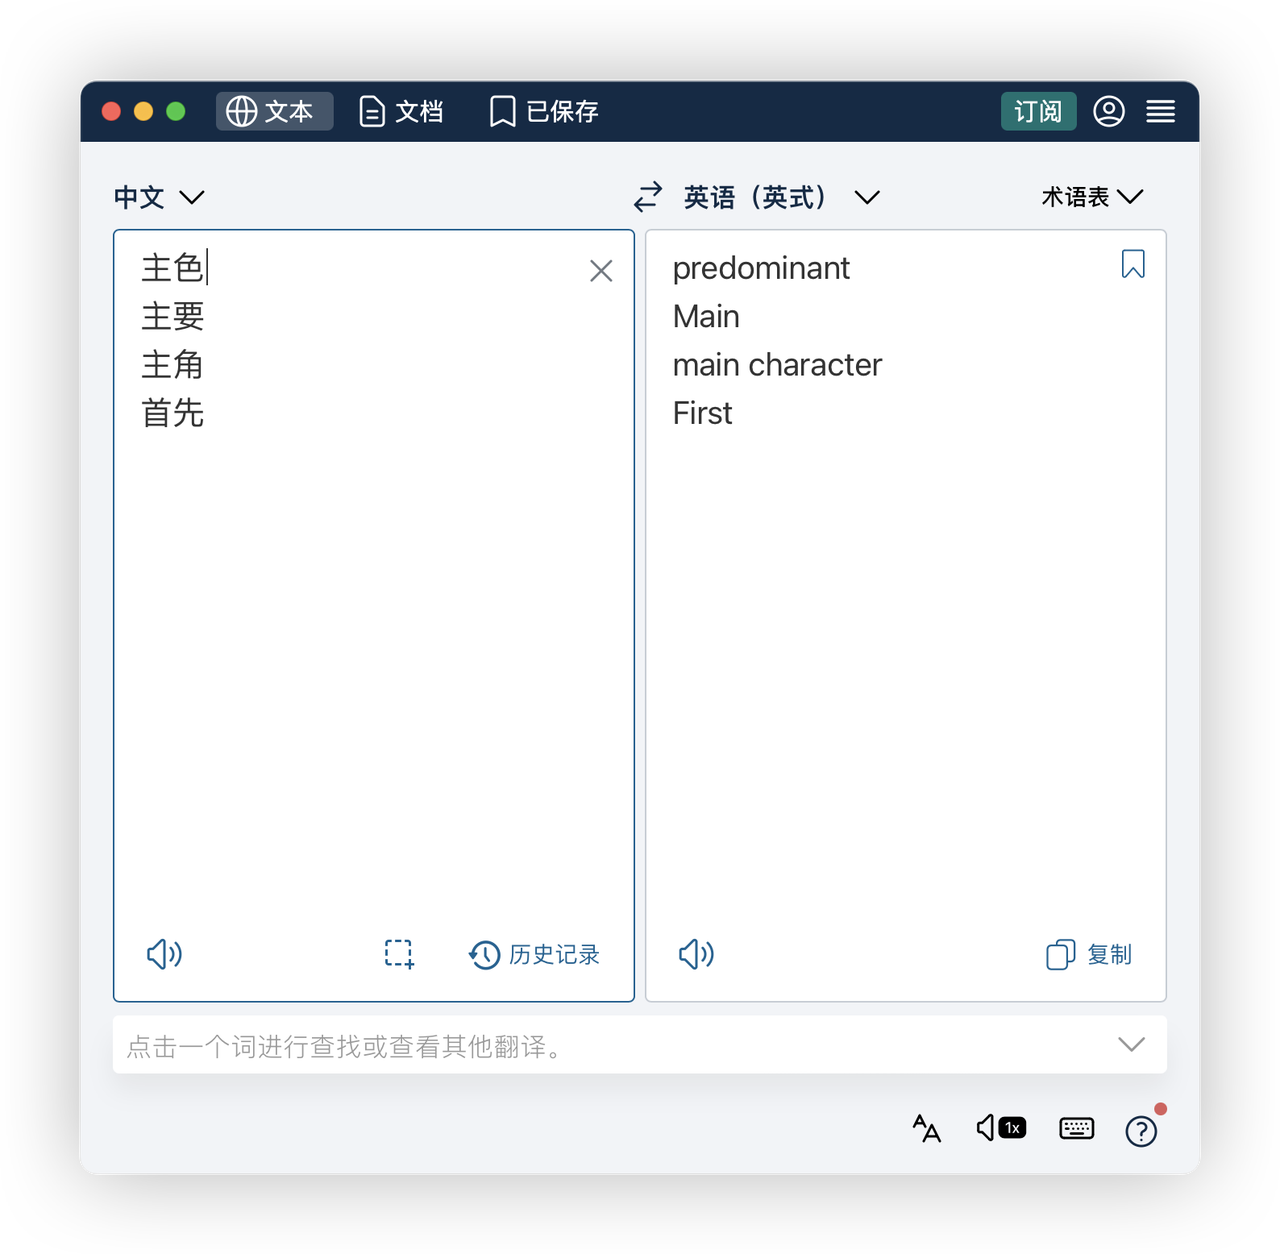 文本 文档 已保存 订阅
中文 英语（英式） 术语表
主色
主要
主角
首先
predominant
Main
main character
First
历史记录 复制
点击一个词进行查找或查看其他翻译。
AA 1x ?